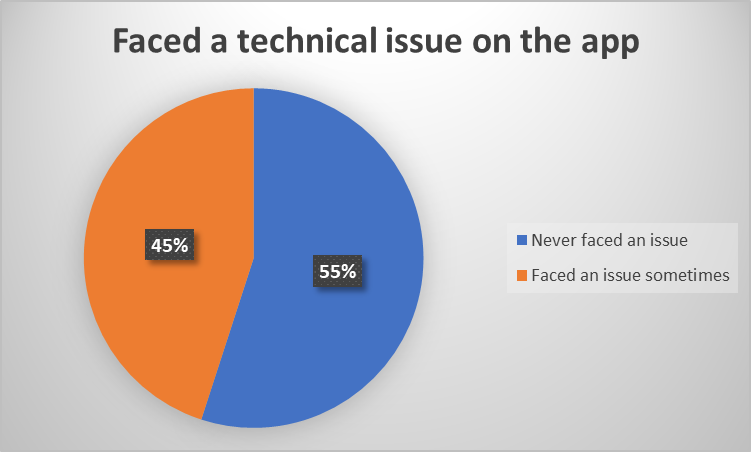 Faced a technical issue on the app
45%
55%
Never faced an issue
Faced an issue sometimes